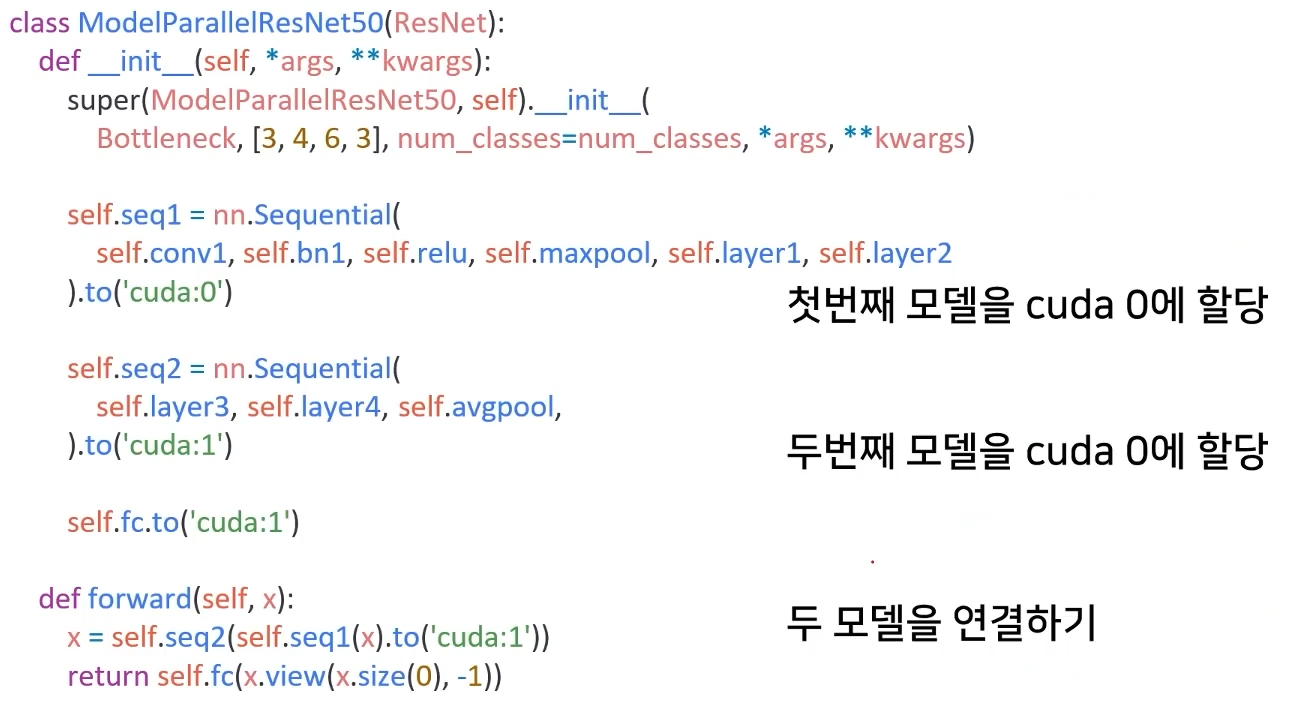 class ModelParallelResNet50(ResNet):
def __init__(self, *args, **kwargs):
super(ModelParallelResNet50, self).__init__(
Bottleneck, [3, 4, 6, 3], num_classes=num_classes, *args, **kwargs)
self.seq1 = nn.Sequential(
self.conv1, self.bn1, self.relu, self.maxpool, self.layer1, self.layer2
).to('cuda:0')
첫번째 모델을 cuda 0에 할당
self.seq2 = nn.Sequential(
self.layer3, self.layer4, self.avgpool,
).to('cuda:1')
두번째 모델을 cuda 0에 할당
self.fc.to('cuda:1')
def forward(self, x):
두 모델을 연결하기
x = self.seq2(self.seq1(x).to('cuda:1'))
return self.fc(x.view(x.size(0), -1))